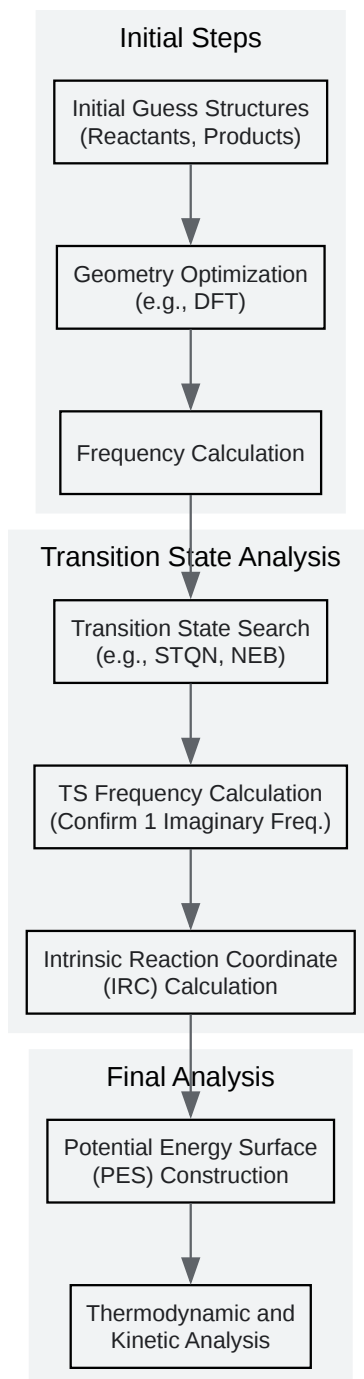 Initial Steps
Initial Guess Structures
(Reactants, Products)
Geometry Optimization
(e.g., DFT)
Frequency Calculation
Transition State Analysis
Transition State Search
(e.g., STQN, NEB)
TS Frequency Calculation
(Confirm 1 Imaginary Freq.)
Intrinsic Reaction Coordinate
(IRC) Calculation
Final Analysis
Potential Energy Surface
(PES) Construction
Thermodynamic and
Kinetic Analysis